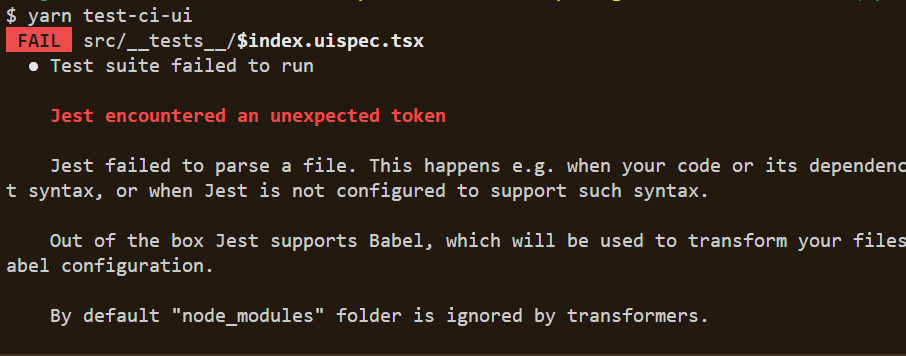 $ yarn test-ci-ui
FAIL src/__tests__/$index.uispec.tsx
● Test suite failed to run
Jest encountered an unexpected token
Jest failed to parse a file. This happens e.g. when your code or its dependenc
t syntax, or when Jest is not configured to support such syntax.
Out of the box Jest supports Babel, which will be used to transform your files
abel configuration.
By default "node_modules" folder is ignored by transformers.